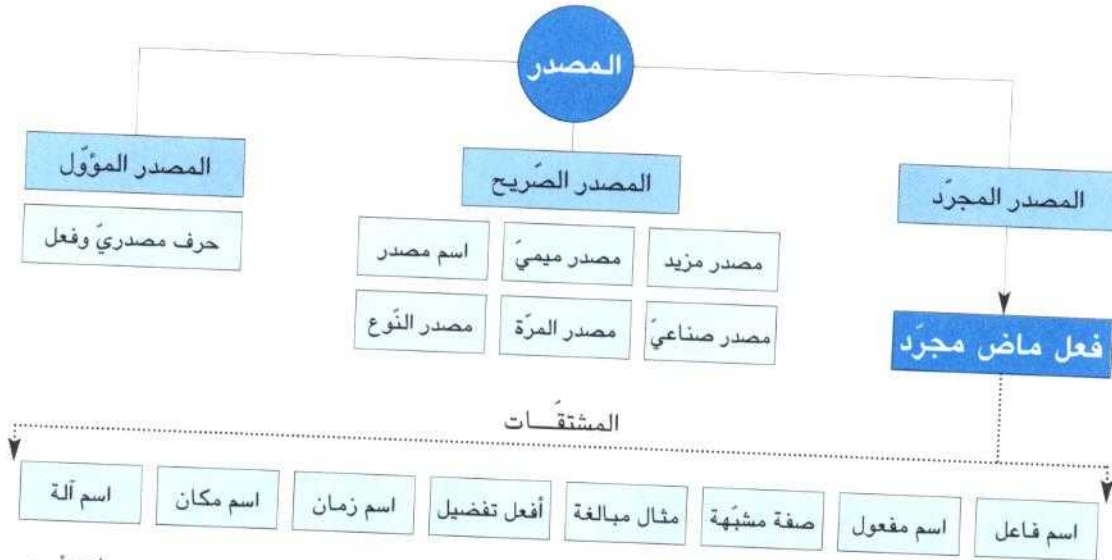 المصدر
المصدر المجرّد
المصدر الصّريح
المصدر المؤوّل
مصدر مزيد
مصدر ميميّ
اسم مصدر
حرف مصدريّ وفعل
مصدر صناعيّ
مصدر المرّة
مصدر النّوع
فعل ماض مجرّد
المشتقّـــات
اسم فاعل
اسم مفعول
صفة مشبّهة
مثال مبالغة
أفعل تفضيل
اسم زمان
اسم مكان
اسم آلة